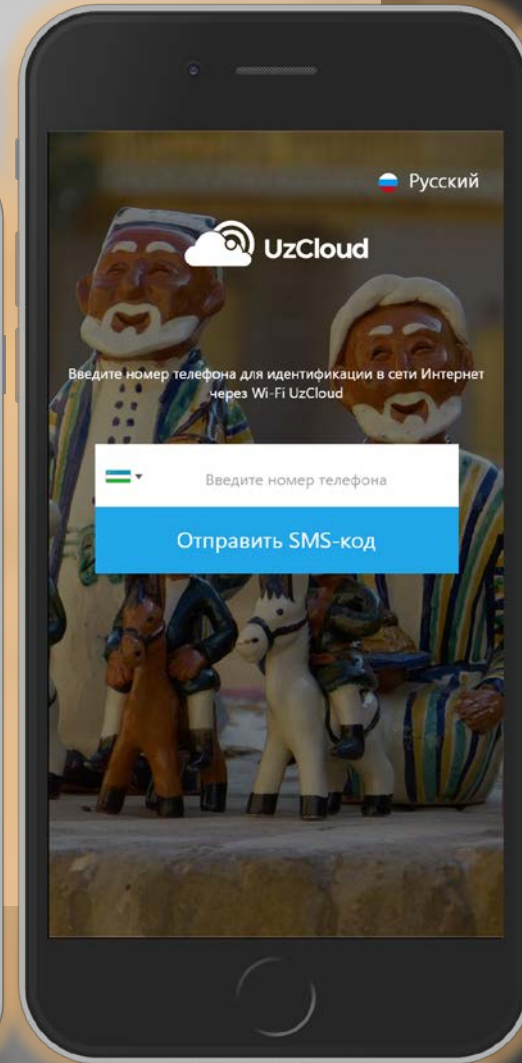 Русский
UzCloud
Введите номер телефона для идентификации в сети Интернет
через Wi-Fi UzCloud
Введите номер телефона
Отправить SMS-код